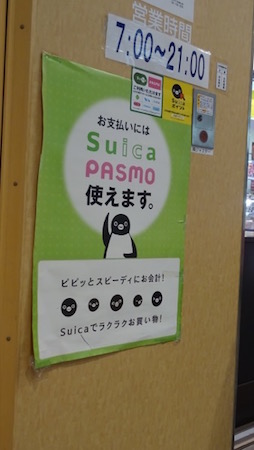 営業時間
7:00~21:00
お支払いには
Suica
PASMO
使えます。
ピピッとスピーディにお会計!
Suicaでラクラクお買い物!